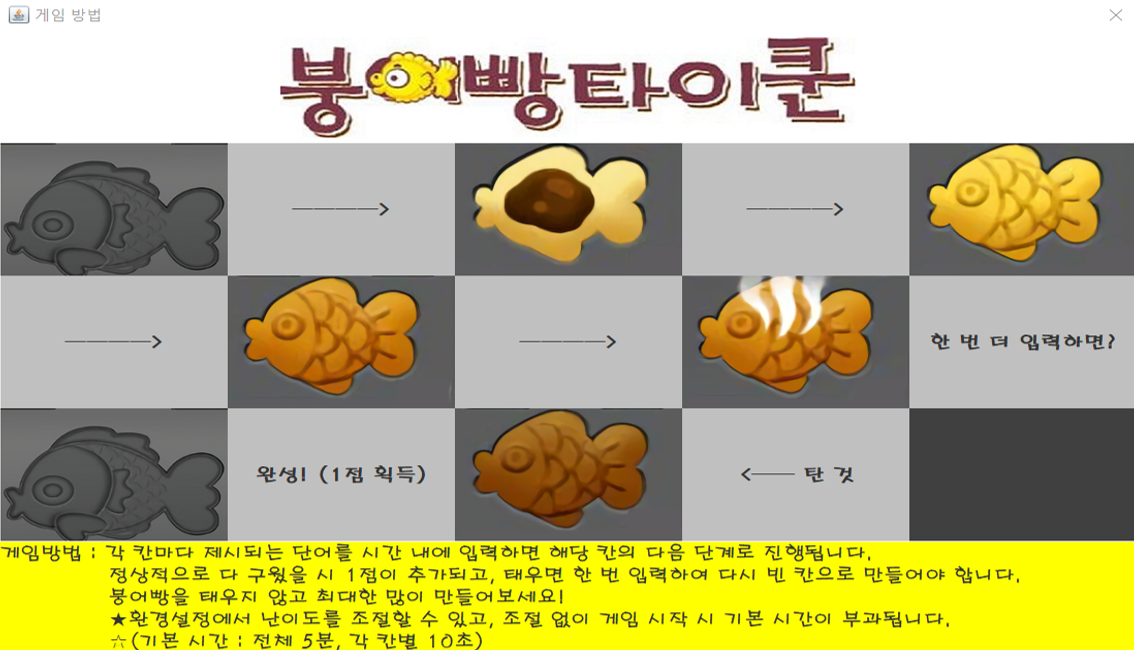 게임 방법
붕어빵타이쿤
————>
————>
————>
————>
한 번 더 입력하면?
완성! (1점 획득)
<—— 탄 것
게임방법 : 각 칸마다 제시되는 단어를 시간 내에 입력하면 해당 칸의 다음 단계로 진행됩니다.
정상적으로 다 구웠을 시 1점이 추가되고, 태우면 한 번 입력하여 다시 빈 칸으로 만들어야 합니다.
붕어빵을 태우지 않고 최대한 많이 만들어보세요!
★환경설정에서 난이도를 조절할 수 있고, 조절 없이 게임 시작 시 기본 시간이 부과됩니다.
☆(기본 시간 : 전체 5분, 각 칸별 10초)